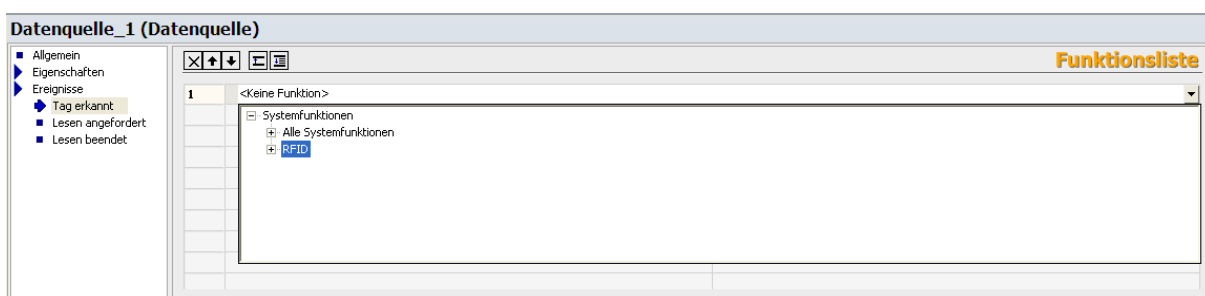 Datenquelle_1 (Datenquelle)
Allgemein
Eigenschaften
Ereignisse
Tag erkannt
Lesen angefordert
Lesen beendet
Funktionsliste
1 <Keine Funktion>
Systemfunktionen
Alle Systemfunktionen
RFID